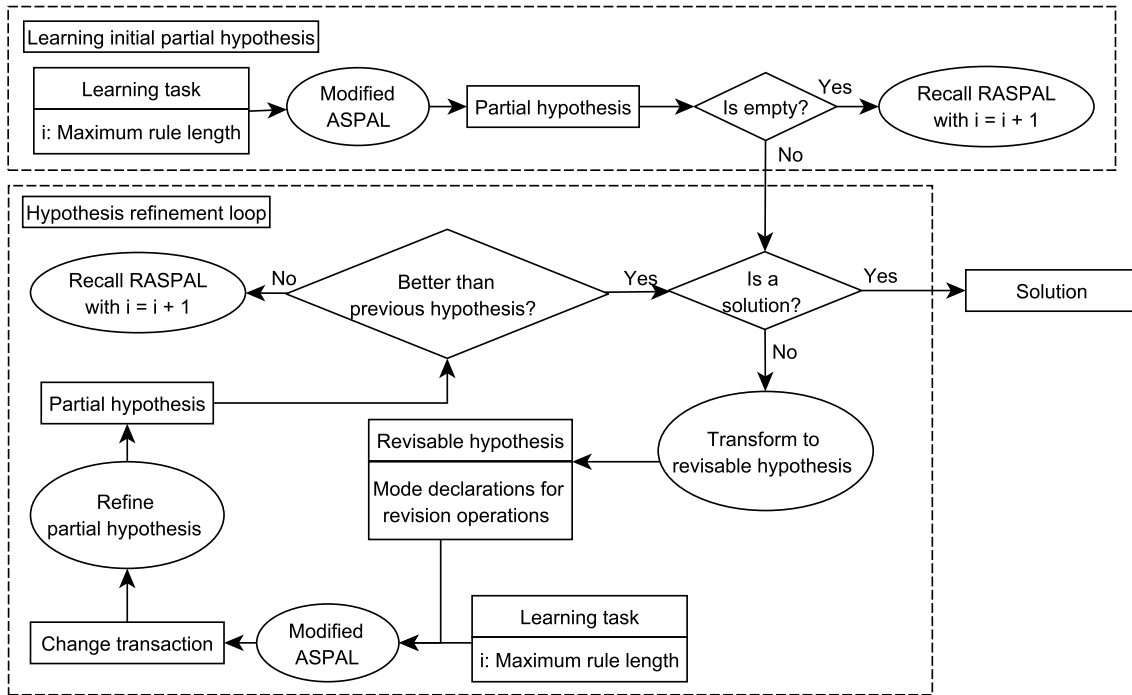 Learning initial partial hypothesis
Learning task
i: Maximum rule length
Modified
ASPAL
Partial hypothesis
Is empty?
Yes
Recall RASPAL
with i = i + 1
No
Hypothesis refinement loop
Recall RASPAL
with i = i + 1
No
Better than
previous hypothesis?
Yes
Is a
solution?
Yes
Solution
No
Partial hypothesis
Revisable hypothesis
Mode declarations for
revision operations
Transform to
revisable hypothesis
Refine
partial hypothesis
Change transaction
Modified
ASPAL
Learning task
i: Maximum rule length